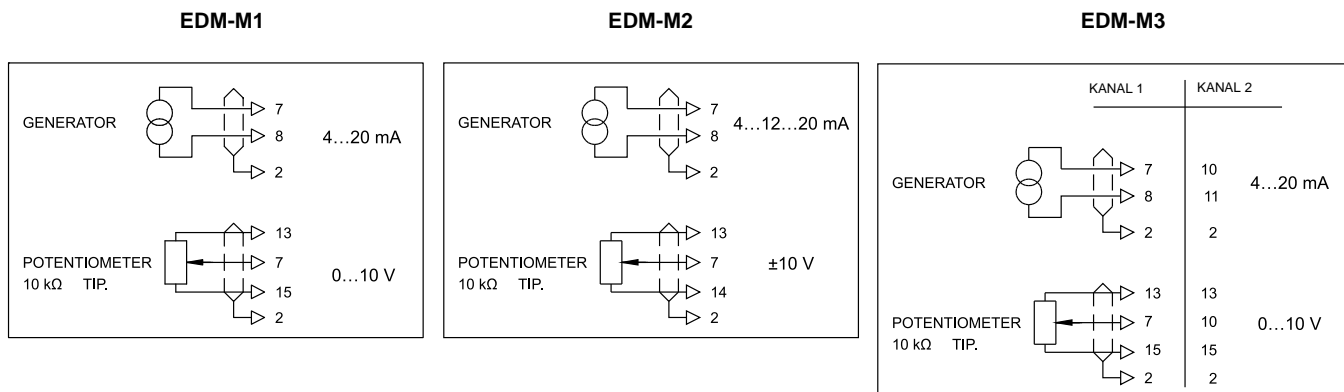 EDM-M1
GENERATOR
7
8
2
4…20 mA
POTENTIOMETER
10 kΩ TIP.
13
7
15
2
0…10 V
EDM-M2
GENERATOR
7
8
2
4…12…20 mA
POTENTIOMETER
10 kΩ TIP.
13
7
14
2
±10 V
EDM-M3
KANAL 1 KANAL 2
GENERATOR
7 10
8 11
2 2
4…20 mA
POTENTIOMETER
10 kΩ TIP.
13 13
7 10
15 15
2 2
0…10 V